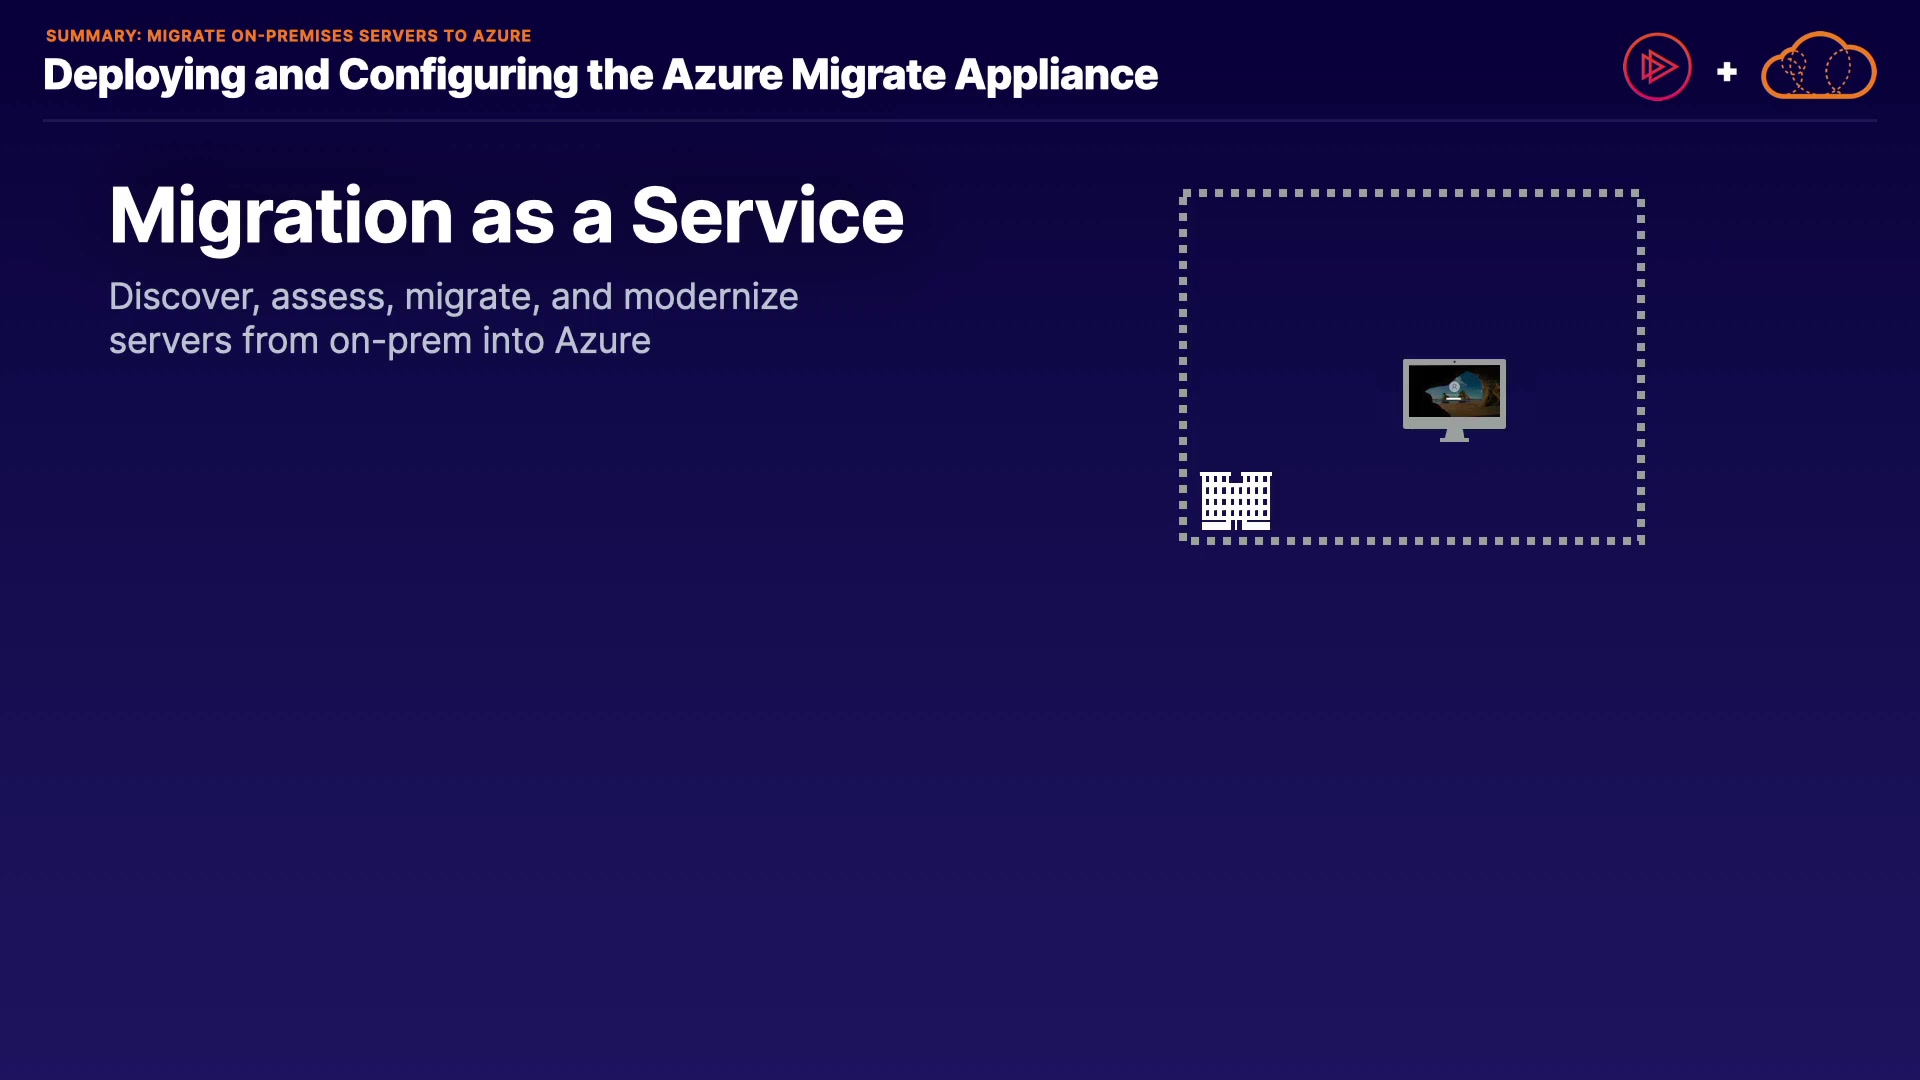 SUMMARY: MIGRATE ON-PREMISES SERVERS TO AZURE
Deploying and Configuring the Azure Migrate Appliance
Migration as a Service
Discover, assess, migrate, and modernize
servers from on-prem into Azure